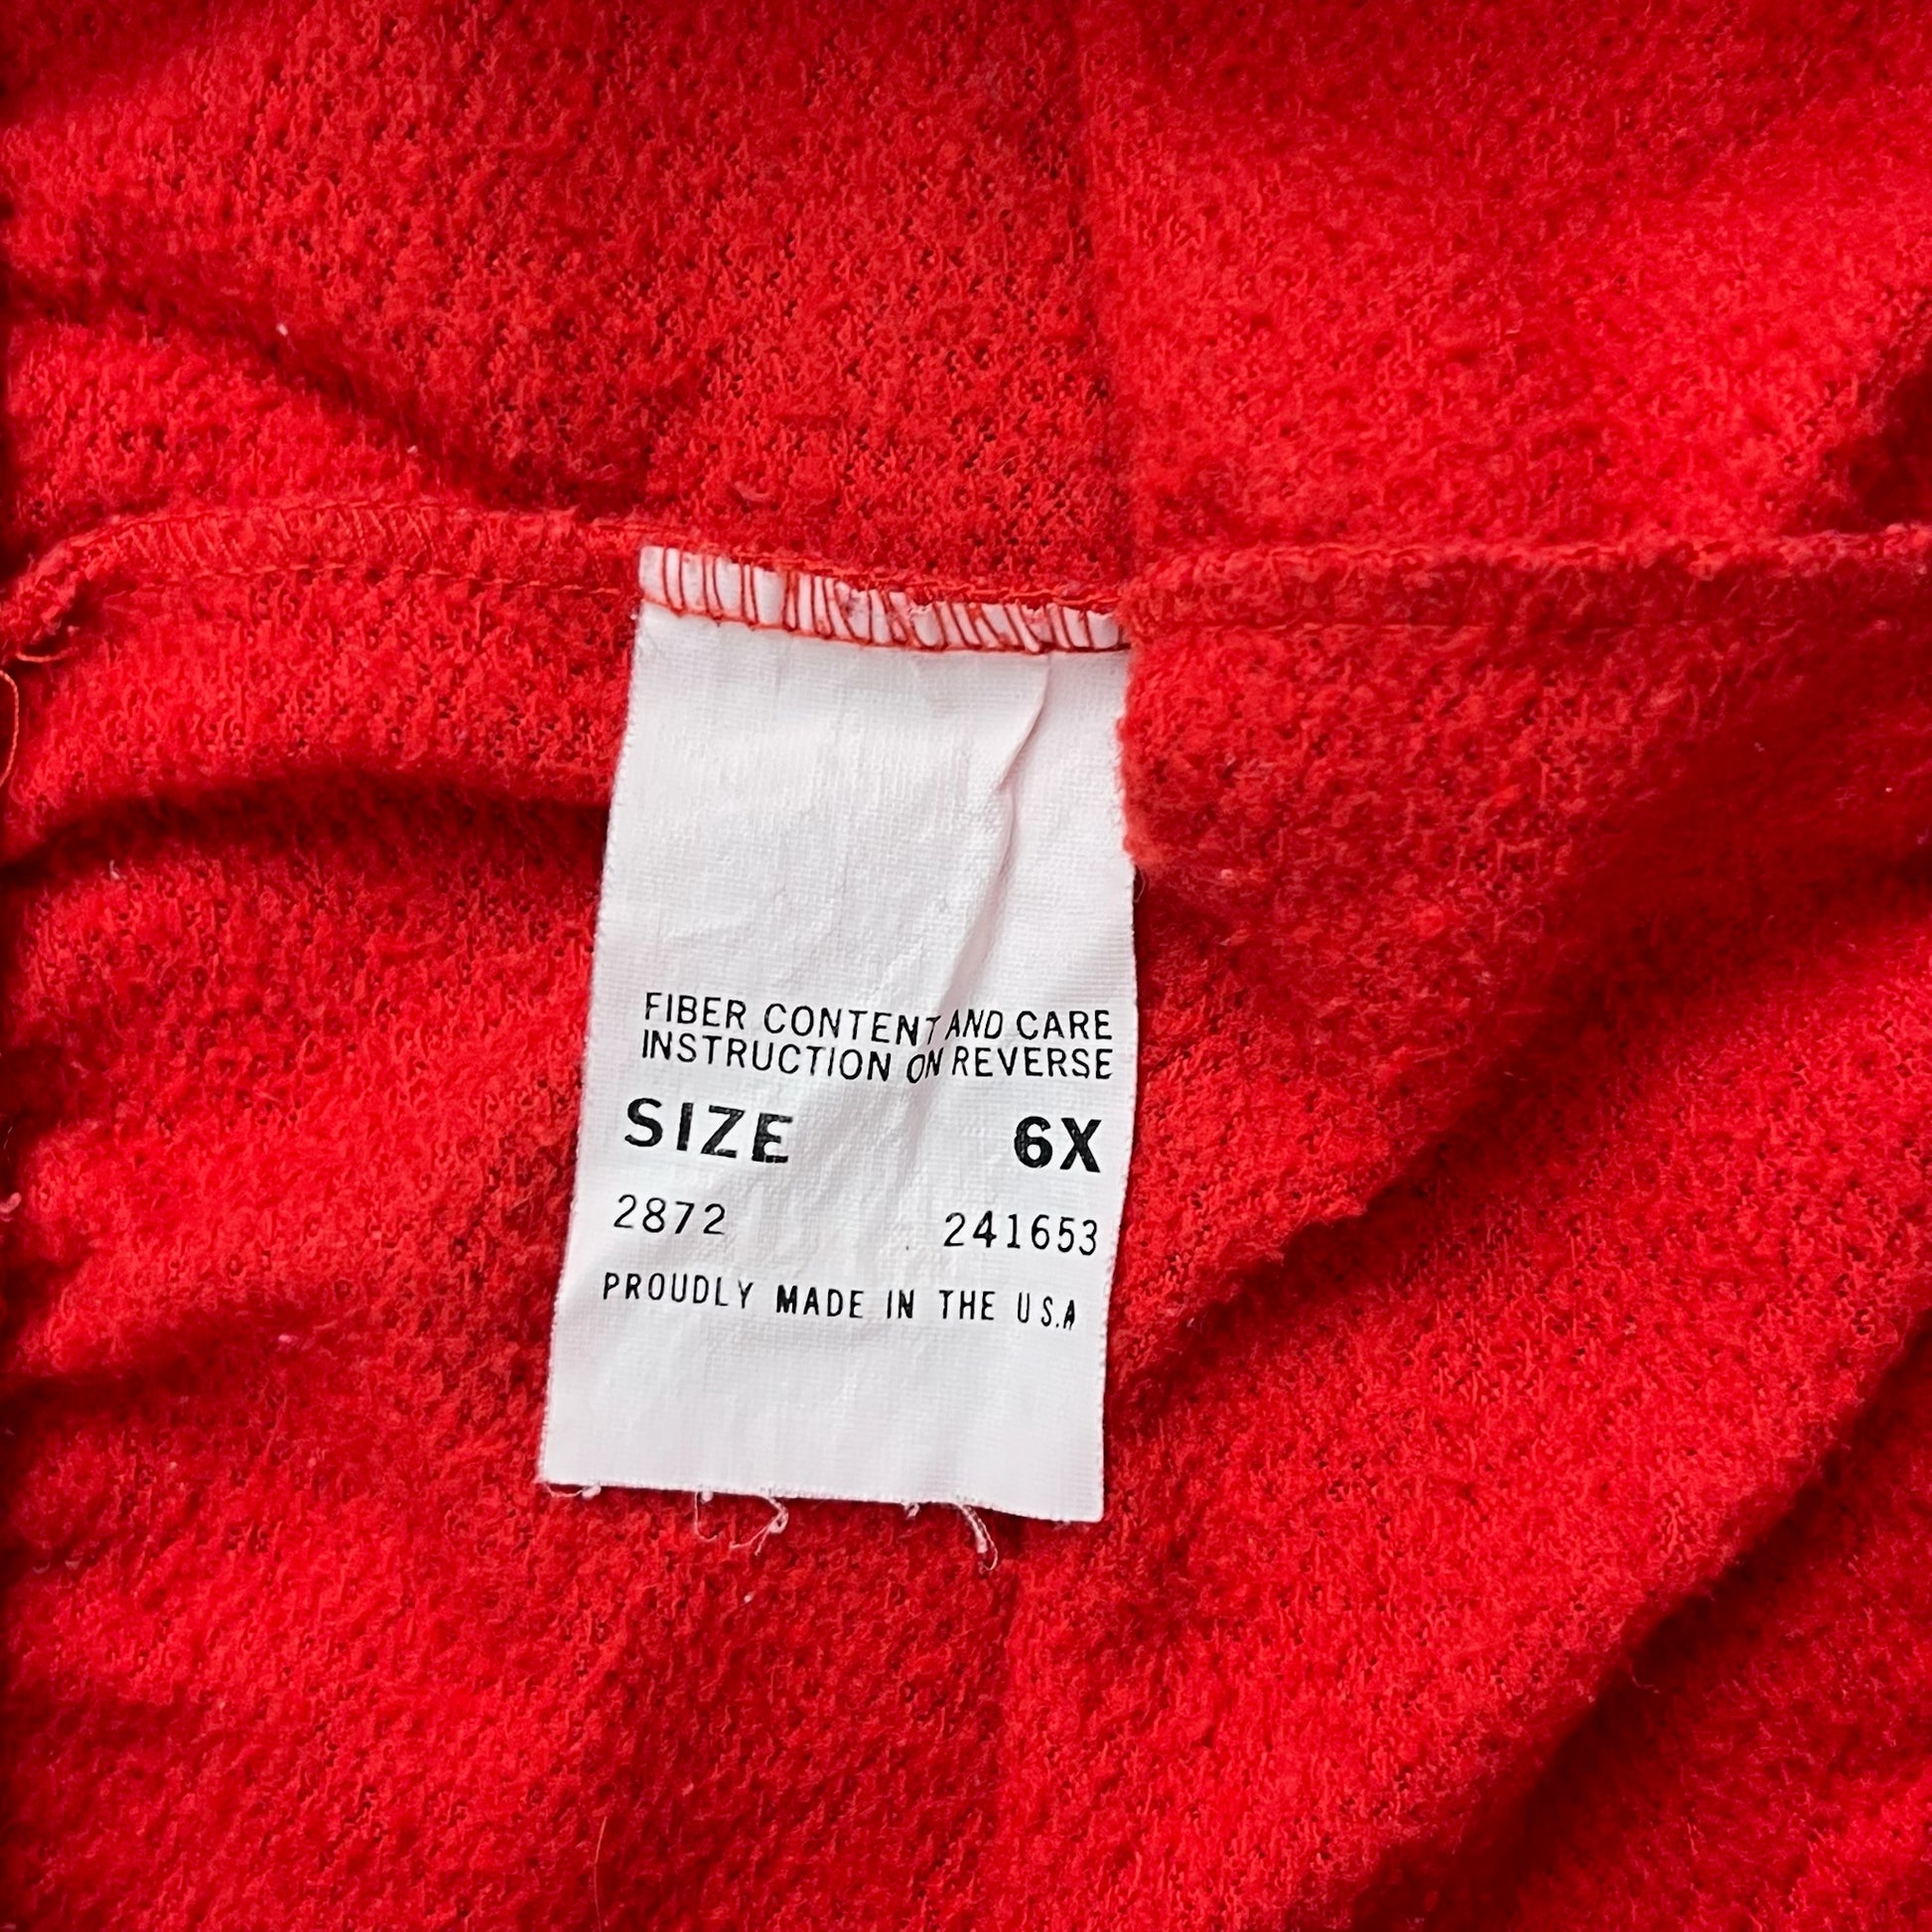 FIBER CONTENT AND CARE
INSTRUCTION ON REVERSE
SIZE 6X
2872 241653
PROUDLY MADE IN THE U.S.A